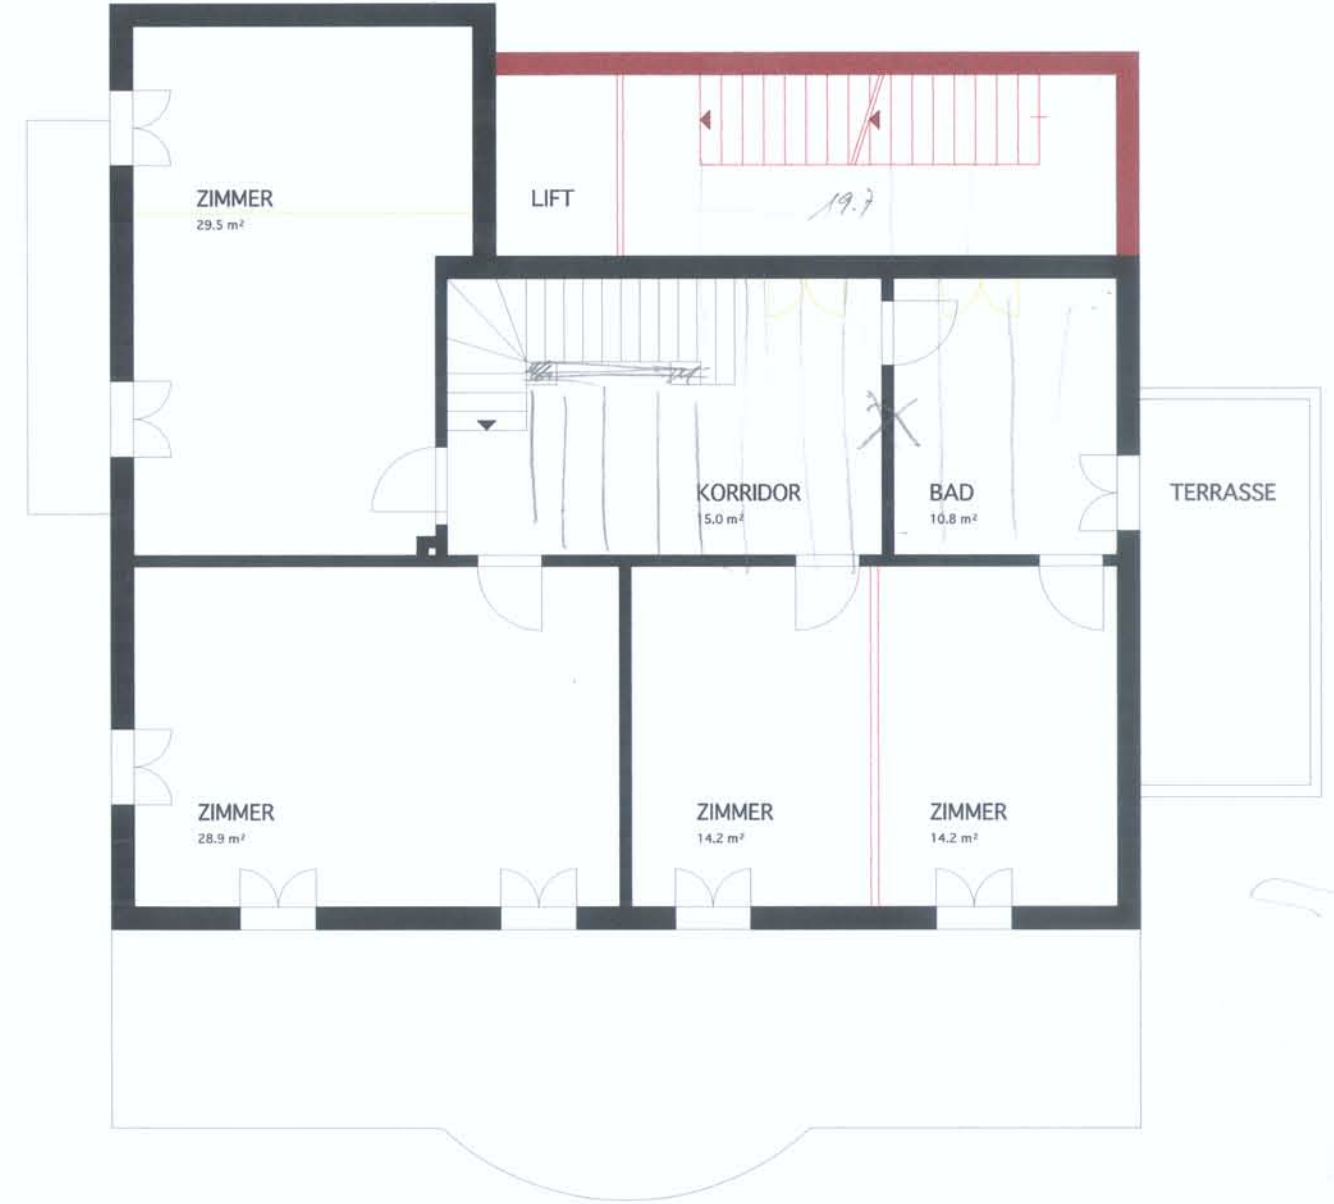 ZIMMER
29.5 m²
LIFT
19.7
KORRIDOR
15.0 m²
BAD
10.8 m²
TERRASSE
ZIMMER
28.9 m²
ZIMMER
14.2 m²
ZIMMER
14.2 m²